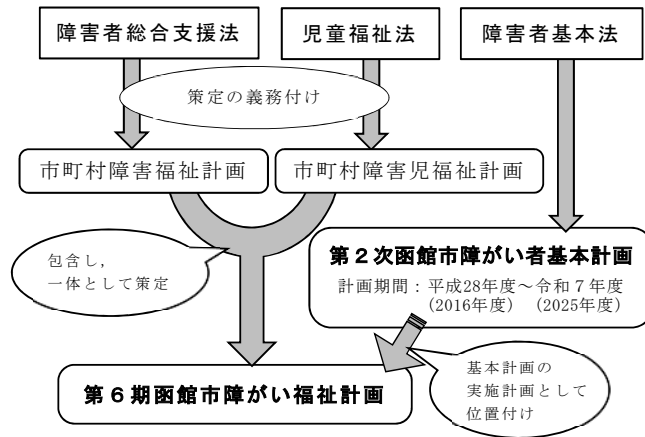 障害者総合支援法
児童福祉法
障害者基本法
策定の義務付け
市町村障害福祉計画
市町村障害児福祉計画
包含し，
一体として策定
第２次函館市障がい者基本計画
計画期間：平成28年度～令和７年度
(2016年度) (2025年度)
第６期函館市障がい福祉計画
基本計画の
実施計画として
位置付け